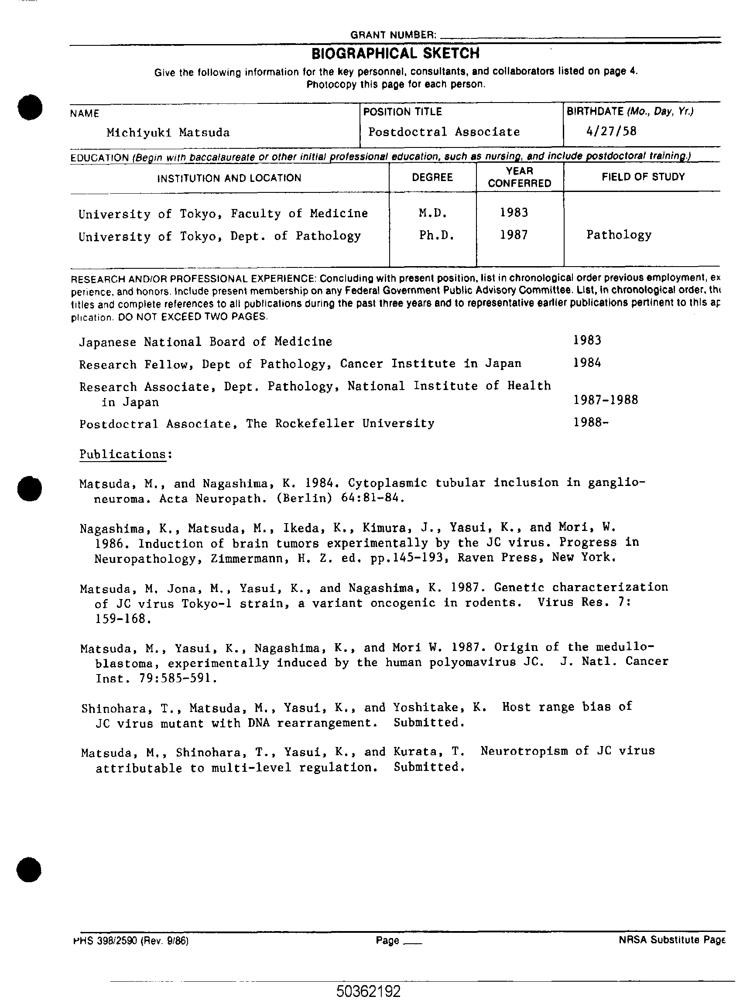 GRANT NUMBER:
BIOGRAPHICAL SKETCH
Give the following information for the key personnel, consultants, and collaborators listed on page 4.
Photocopy this page for each person.
NAME POSITION TITLE BIRTHDATE (Mo., Day, Yr.)
Michiyuki Matsuda Postdoctral Associate 4/27/58
EDUCATION (Begin with baccalaureate or other initial professional education, such as nursing, and include postdoctoral training.)
INSTITUTION AND LOCATION DEGREE YEAR CONFERRED FIELD OF STUDY
University of Tokyo, Faculty of Medicine M.D. 1983
University of Tokyo, Dept. of Pathology Ph.D. 1987 Pathology
RESEARCH AND/OR PROFESSIONAL EXPERIENCE: Concluding with present position, list in chronological order previous employment, ex
perience, and honors. Include present membership on any Federal Government Public Advisory Committee. List, in chronological order, the
titles and complete references to all publications during the past three years and to representative earlier publications pertinent to this ap
plication. DO NOT EXCEED TWO PAGES.
Japanese National Board of Medicine 1983
Research Fellow, Dept of Pathology, Cancer Institute in Japan 1984
Research Associate, Dept. Pathology, National Institute of Health
in Japan 1987-1988
Postdoctral Associate, The Rockefeller University 1988-
Publications:
Matsuda, M., and Nagashima, K. 1984. Cytoplasmic tubular inclusion in ganglio-
neuroma. Acta Neuropath. (Berlin) 64:81-84.
Nagashima, K., Matsuda, M., Ikeda, K., Kimura, J., Yasui, K., and Mori, W.
1986. Induction of brain tumors experimentally by the JC virus. Progress in
Neuropathology, Zimmermann, H. Z. ed. pp.145-193, Raven Press, New York.
Matsuda, M. Jona, M., Yasui, K., and Nagashima, K. 1987. Genetic characterization
of JC virus Tokyo-1 strain, a variant oncogenic in rodents. Virus Res. 7:
159-168.
Matsuda, M., Yasui, K., Nagashima, K., and Mori W. 1987. Origin of the medullo-
blastoma, experimentally induced by the human polyomavirus JC. J. Natl. Cancer
Inst. 79:585-591.
Shinohara, T., Matsuda, M., Yasui, K., and Yoshitake, K. Host range bias of
JC virus mutant with DNA rearrangement. Submitted.
Matsuda, M., Shinohara, T., Yasui, K., and Kurata, T. Neurotropism of JC virus
attributable to multi-level regulation. Submitted.
PHS 398/2590 (Rev. 9/86) Page NRSA Substitute Page
50362192